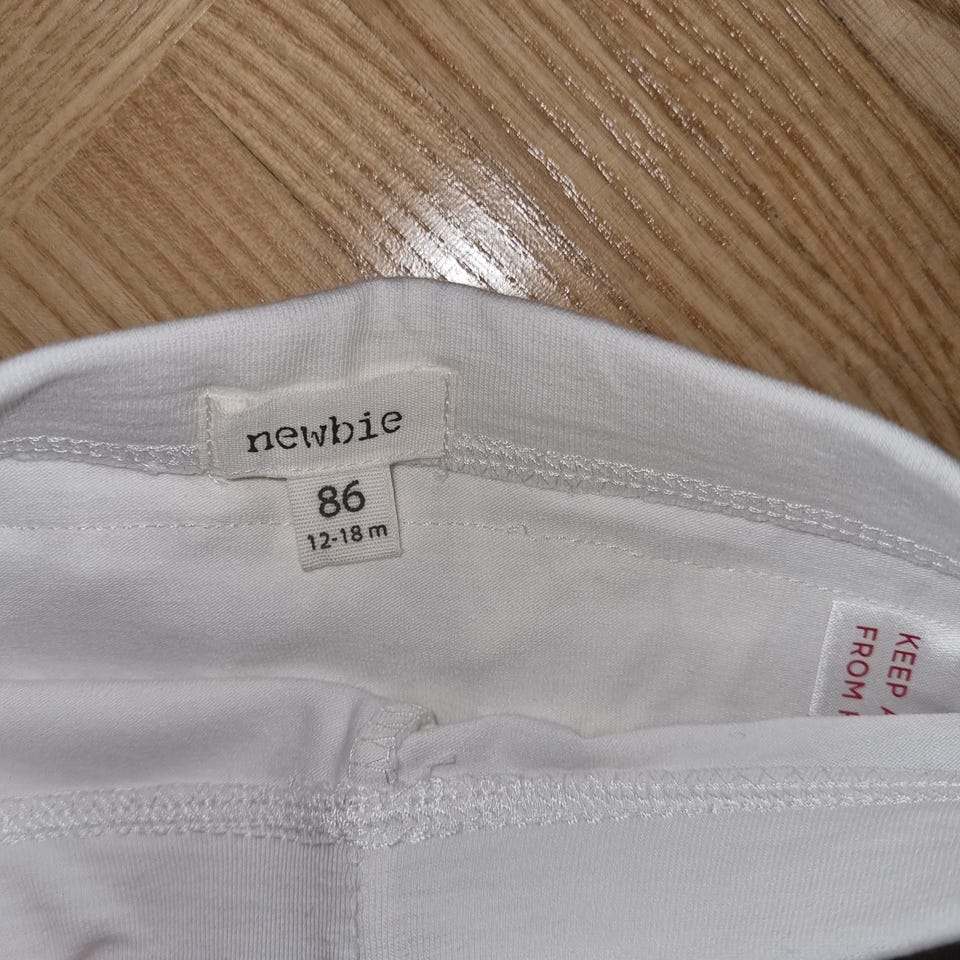 newbie
86
12-18 m
KEEP
FROM